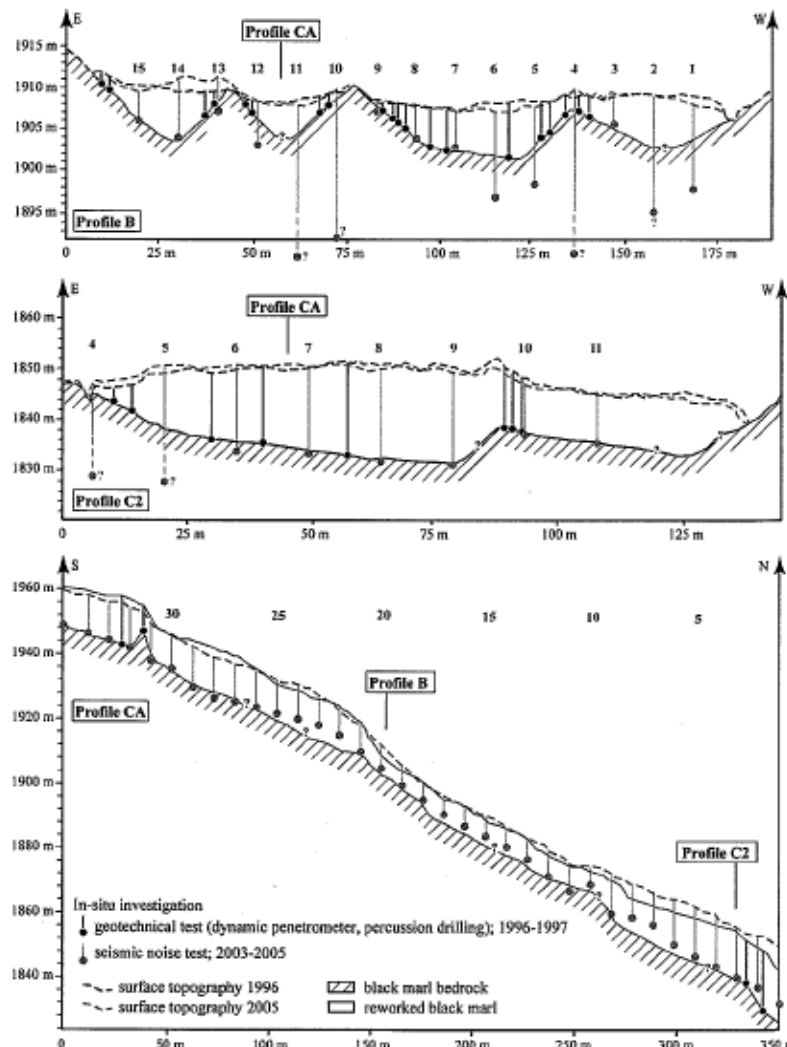 E
W
Profile CA
1915 m
15 14 13 12 11 10 9 8 7 6 5 4 3 2 1
1910 m
1905 m
1900 m
1895 m
Profile B
? ? ? ?
0 25 m 50 m 75 m 100 m 125 m 150 m 175 m
E
W
1860 m
Profile CA
4 5 6 7 8 9 10 11
1850 m
1840 m
1830 m
? ? ? ?
Profile C2
0 25 m 50 m 75 m 100 m 125 m
S
N
1960 m
30 25 20 15 10 5
1940 m
Profile CA
Profile B
1920 m
1900 m
1880 m
Profile C2
1860 m
1840 m
In-situ investigation
geotechnical test (dynamic penetrometer, percussion drilling); 1996-1997
seismic noise test; 2003-2005
surface topography 1996 black marl bedrock
surface topography 2005 reworked black marl
0 50 m 100 m 150 m 200 m 250 m 300 m 350 m